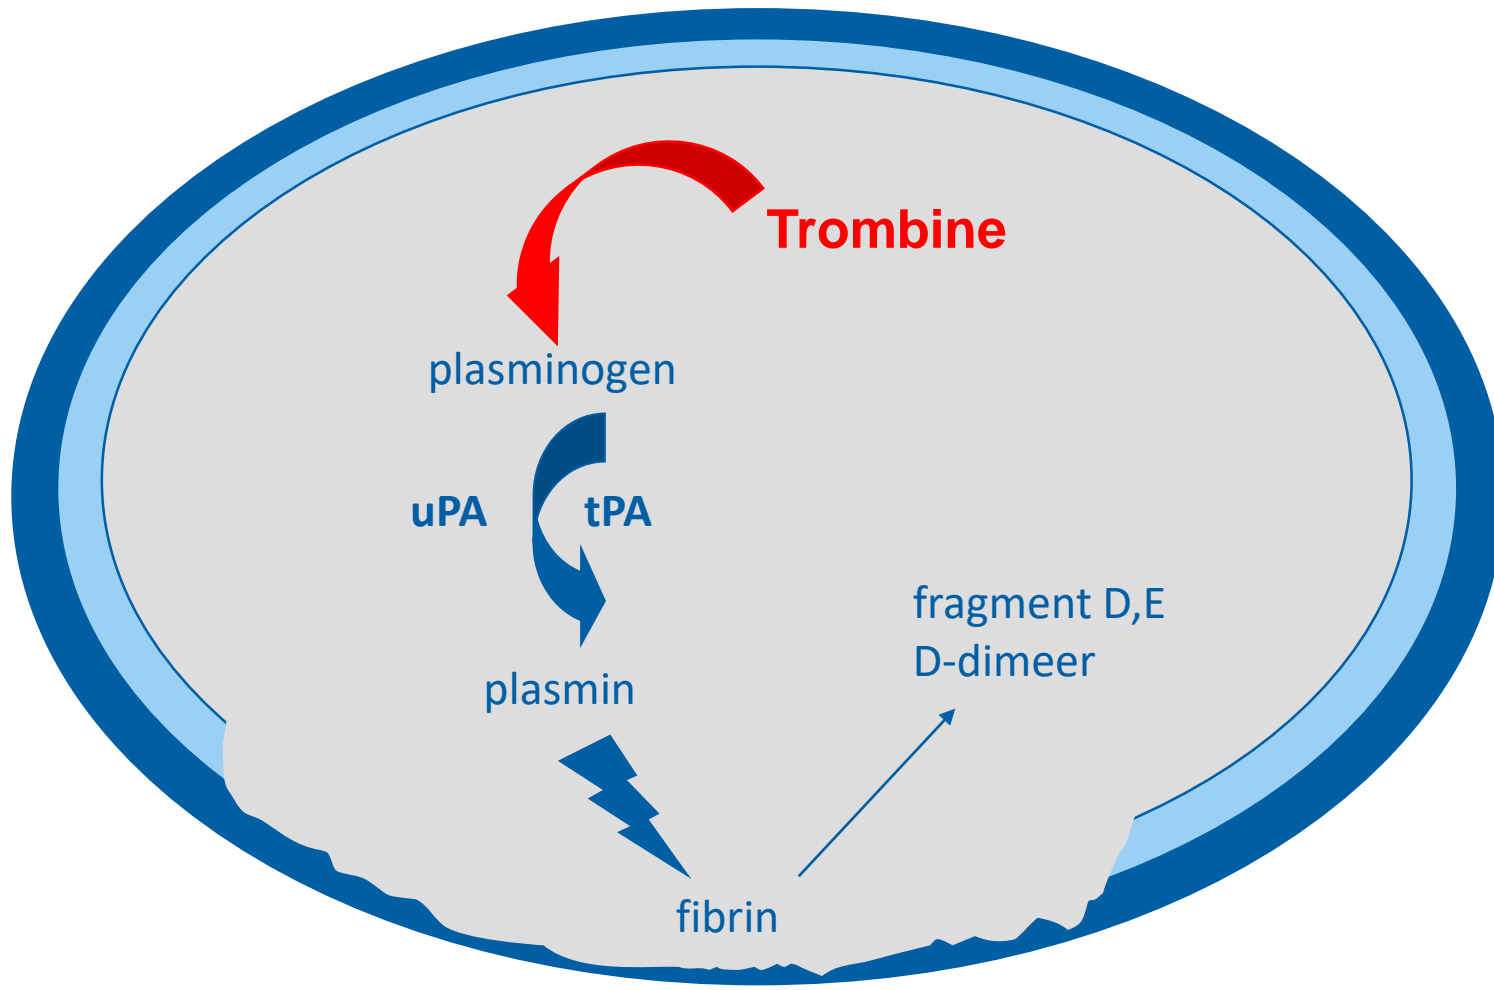 Trombine
plasminogen
uPA tPA
fragment D,E
D-dimeer
plasmin
fibrin